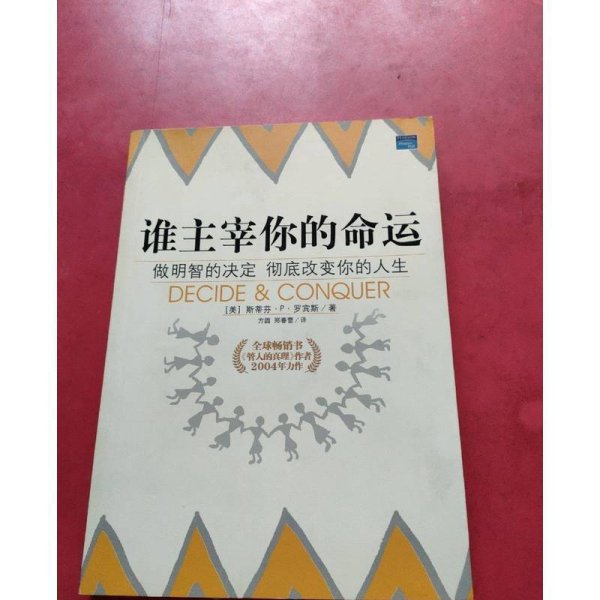 谁主宰你的命运
做明智的决定 彻底改变你的人生
DECIDE & CONQUER
［美］斯蒂芬·P·罗宾斯／著
方圆 郑春蕾／译
全球畅销书
《管人的真理》作者
2004年力作